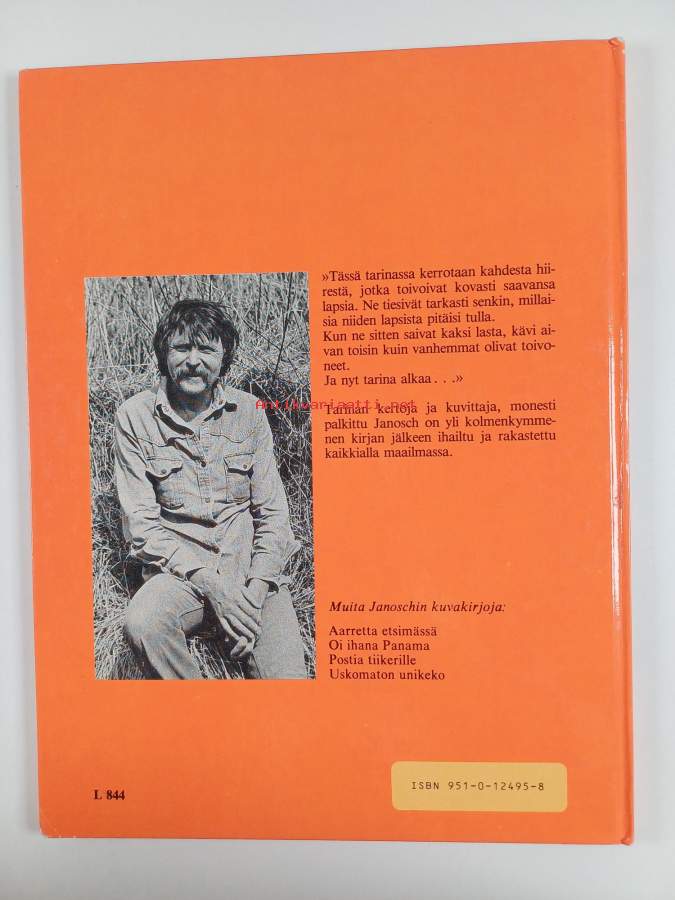 »Tässä tarinassa kerrotaan kahdesta hii-
restä, jotka toivoivat kovasti saavansa
lapsia. Ne tiesivät tarkasti senkin, millai-
sia niiden lapsista pitäisi tulla.
Kun ne sitten saivat kaksi lasta, kävi ai-
van toisin kuin vanhemmat olivat toivo-
neet.
Ja nyt tarina alkaa . . .»
Antikvariaatti.net
Tarinan kertoja ja kuvittaja, monesti
palkittu Janosch on yli kolmenkymme-
nen kirjan jälkeen ihailtu ja rakastettu
kaikkialla maailmassa.
Muita Janoschin kuvakirjoja:
Aarretta etsimässä
Oi ihana Panama
Postia tiikerille
Uskomaton unikeko
L 844
ISBN 951-0-12495-8